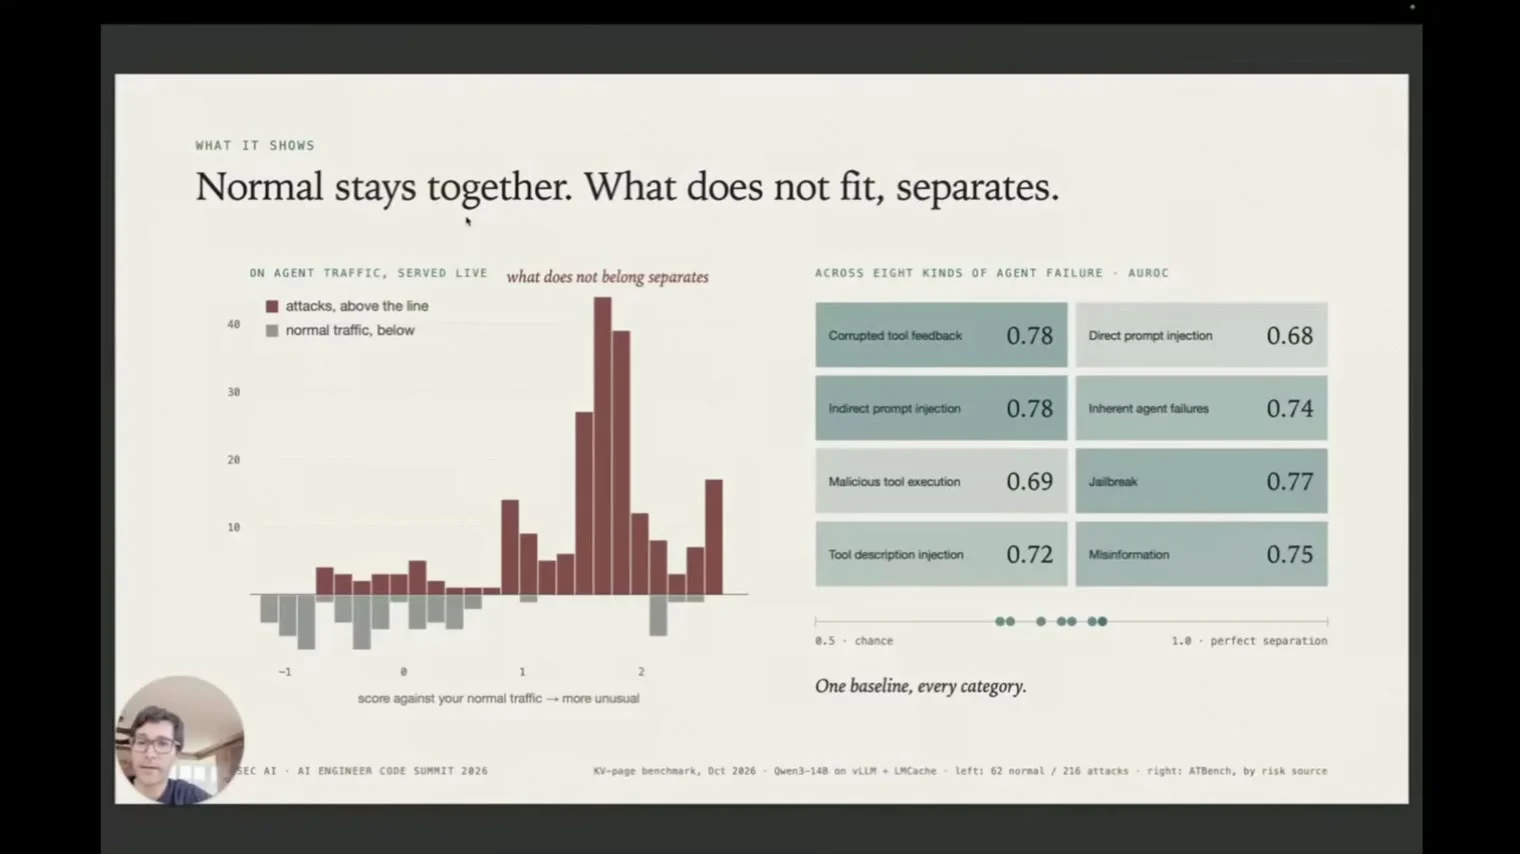 WHAT IT SHOWS
Normal stays together. What does not fit, separates.
ON AGENT TRAFFIC, SERVED LIVE
what does not belong separates
attacks, above the line
normal traffic, below
40
30
20
10
-1 0 1 2
score against your normal traffic → more unusual
ACROSS EIGHT KINDS OF AGENT FAILURE · AUROC
Corrupted tool feedback 0.78
Direct prompt injection 0.68
Indirect prompt injection 0.78
Inherent agent failures 0.74
Malicious tool execution 0.69
Jailbreak 0.77
Tool description injection 0.72
Misinformation 0.75
0.5 · chance
1.0 · perfect separation
One baseline, every category.
SEC AI · AI ENGINEER CODE SUMMIT 2026
KV-page benchmark, Oct 2026 · Qwen3-14B on vLLM + LMCache · left: 62 normal / 216 attacks · right: ATBench, by risk source